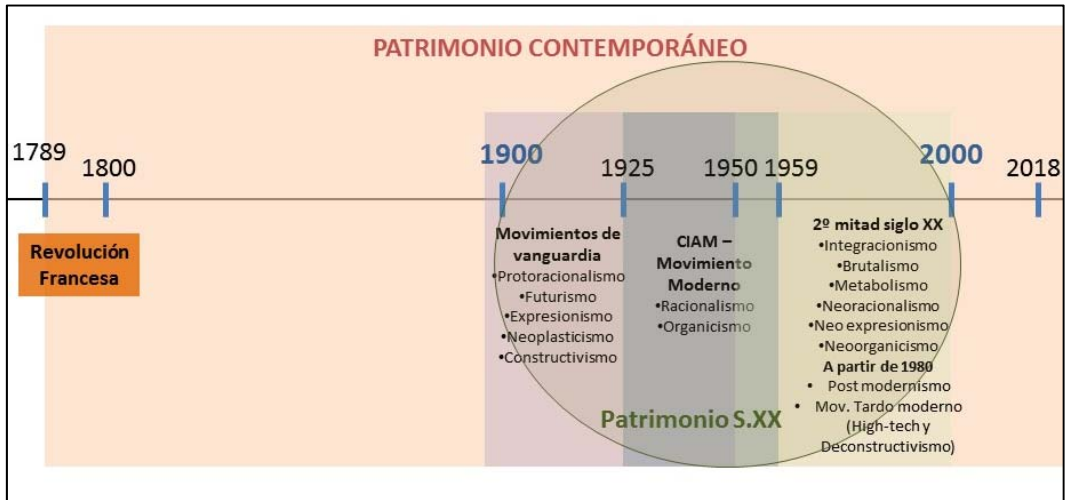 PATRIMONIO CONTEMPORÁNEO
1789
1800
1900
1925
1950
1959
2000
2018
Revolución
Francesa
Movimientos de
vanguardia
•Protoracionalismo
•Futurismo
•Expresionismo
•Neoplasticismo
•Constructivismo
CIAM –
Movimiento
Moderno
•Racionalismo
•Organicismo
2º mitad siglo XX
•Integracionismo
•Brutalismo
•Metabolismo
•Neoracionalismo
•Neo expresionismo
•Neoorganicismo
A partir de 1980
• Post modernismo
• Mov. Tardo moderno
(High-tech y
Deconstructivismo)
Patrimonio S.XX